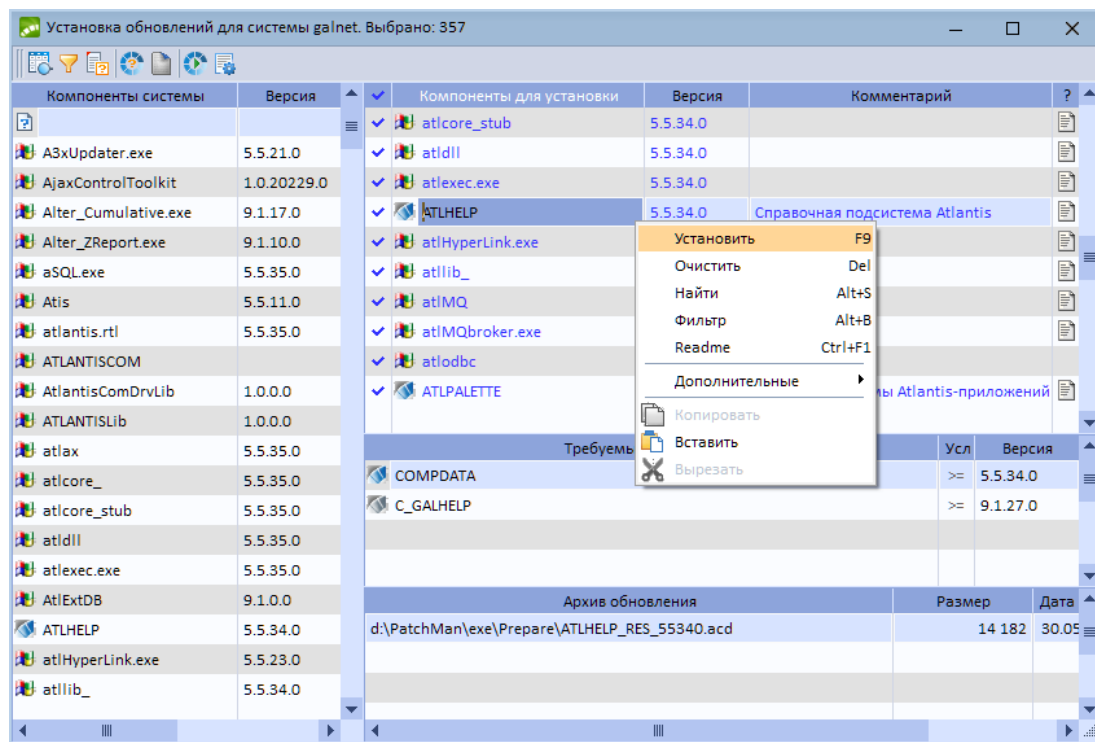 Установка обновлений для системы galnet. Выбрано: 357
Компоненты системы Версия
A3xUpdater.exe 5.5.21.0
AjaxControlToolkit 1.0.20229.0
Alter_Cumulative.exe 9.1.17.0
Alter_ZReport.exe 9.1.10.0
aSQL.exe 5.5.35.0
Atis 5.5.11.0
atlantis.rtl 5.5.35.0
ATLANTISCOM
AtlantisComDrvLib 1.0.0.0
ATLANTISLib 1.0.0.0
atlax 5.5.35.0
atlcore_ 5.5.35.0
atlcore_stub 5.5.35.0
atldll 5.5.35.0
atlexec.exe 5.5.35.0
AtlExtDB 9.1.0.0
ATLHELP 5.5.34.0
atlHyperLink.exe 5.5.23.0
atllib_ 5.5.34.0
Компоненты для установки Версия Комментарий ?
atlcore_stub 5.5.34.0
atldll 5.5.34.0
atlexec.exe 5.5.34.0
ATLHELP 5.5.34.0 Справочная подсистема Atlantis
atlHyperLink.exe
atllib_
atlMQ
atlMQbroker.exe
atlodbc
ATLPALETTE ы Atlantis-приложений
Установить F9
Очистить Del
Найти Alt+S
Фильтр Alt+B
Readme Ctrl+F1
Дополнительные
Копировать
Вставить
Вырезать
Требуемы Усл Версия
COMPDATA >= 5.5.34.0
C_GALHELP >= 9.1.27.0
Архив обновления Размер Дата
d:\PatchMan\exe\Prepare\ATLHELP_RES_55340.acd 14 182 30.05